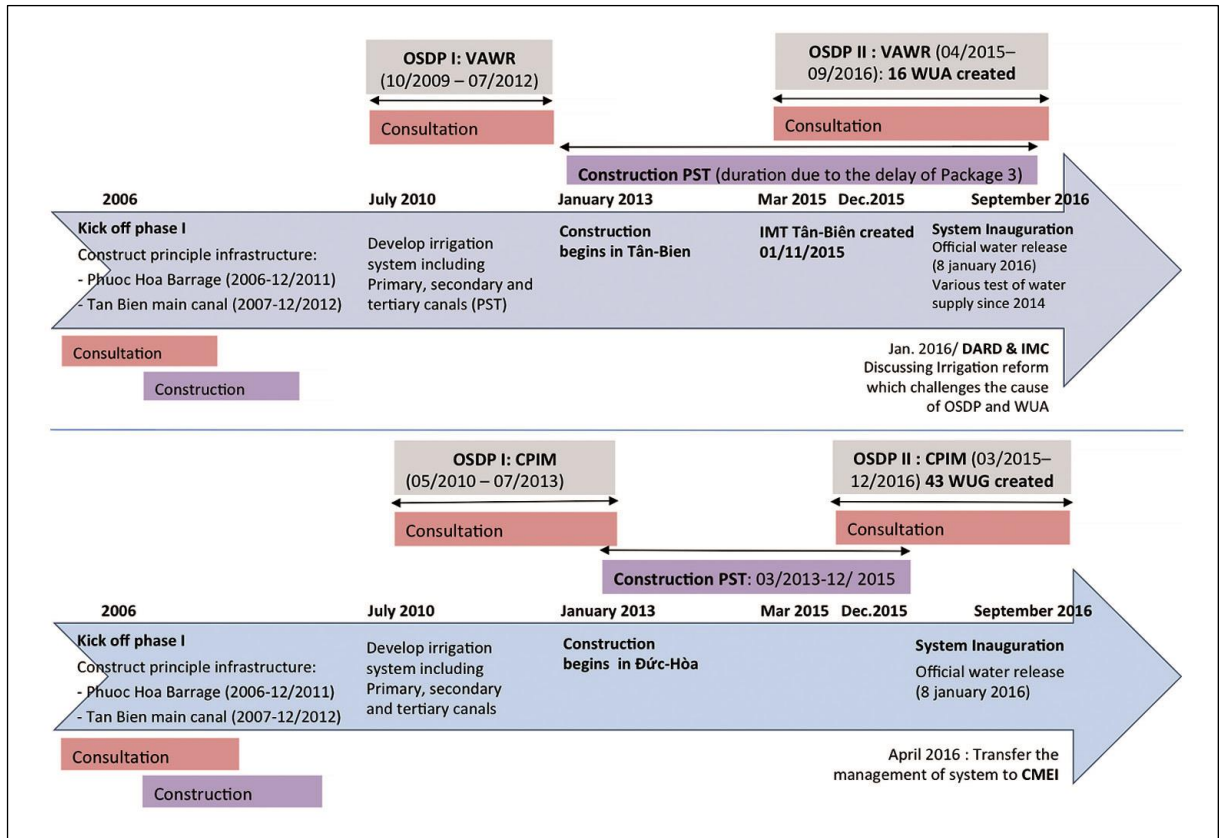 OSDP I: VAWR
(10/2009 – 07/2012)
OSDP II : VAWR (04/2015–
09/2016): 16 WUA created
Consultation
Consultation
Construction PST (duration due to the delay of Package 3)
2006
July 2010
January 2013
Mar 2015
Dec.2015
September 2016
Kick off phase I
Construct principle infrastructure:
- Phuoc Hoa Barrage (2006-12/2011)
- Tan Bien main canal (2007-12/2012)
Develop irrigation
system including
Primary, secondary and
tertiary canals (PST)
Construction
begins in Tân-Bien
IMT Tân-Biên created
01/11/2015
System Inauguration
Official water release
(8 january 2016)
Various test of water
supply since 2014
Consultation
Construction
Jan. 2016/ DARD & IMC
Discussing Irrigation reform
which challenges the cause
of OSDP and WUA
OSDP I: CPIM
(05/2010 – 07/2013)
OSDP II : CPIM (03/2015–
12/2016) 43 WUG created
Consultation
Consultation
Construction PST: 03/2013-12/ 2015
2006
July 2010
January 2013
Mar 2015
Dec.2015
September 2016
Kick off phase I
Construct principle infrastructure:
- Phuoc Hoa Barrage (2006-12/2011)
- Tan Bien main canal (2007-12/2012)
Develop irrigation
system including
Primary, secondary
and tertiary canals
Construction
begins in Đức-Hòa
System Inauguration
Official water release
(8 january 2016)
Consultation
Construction
April 2016 : Transfer the
management of system to CMEI